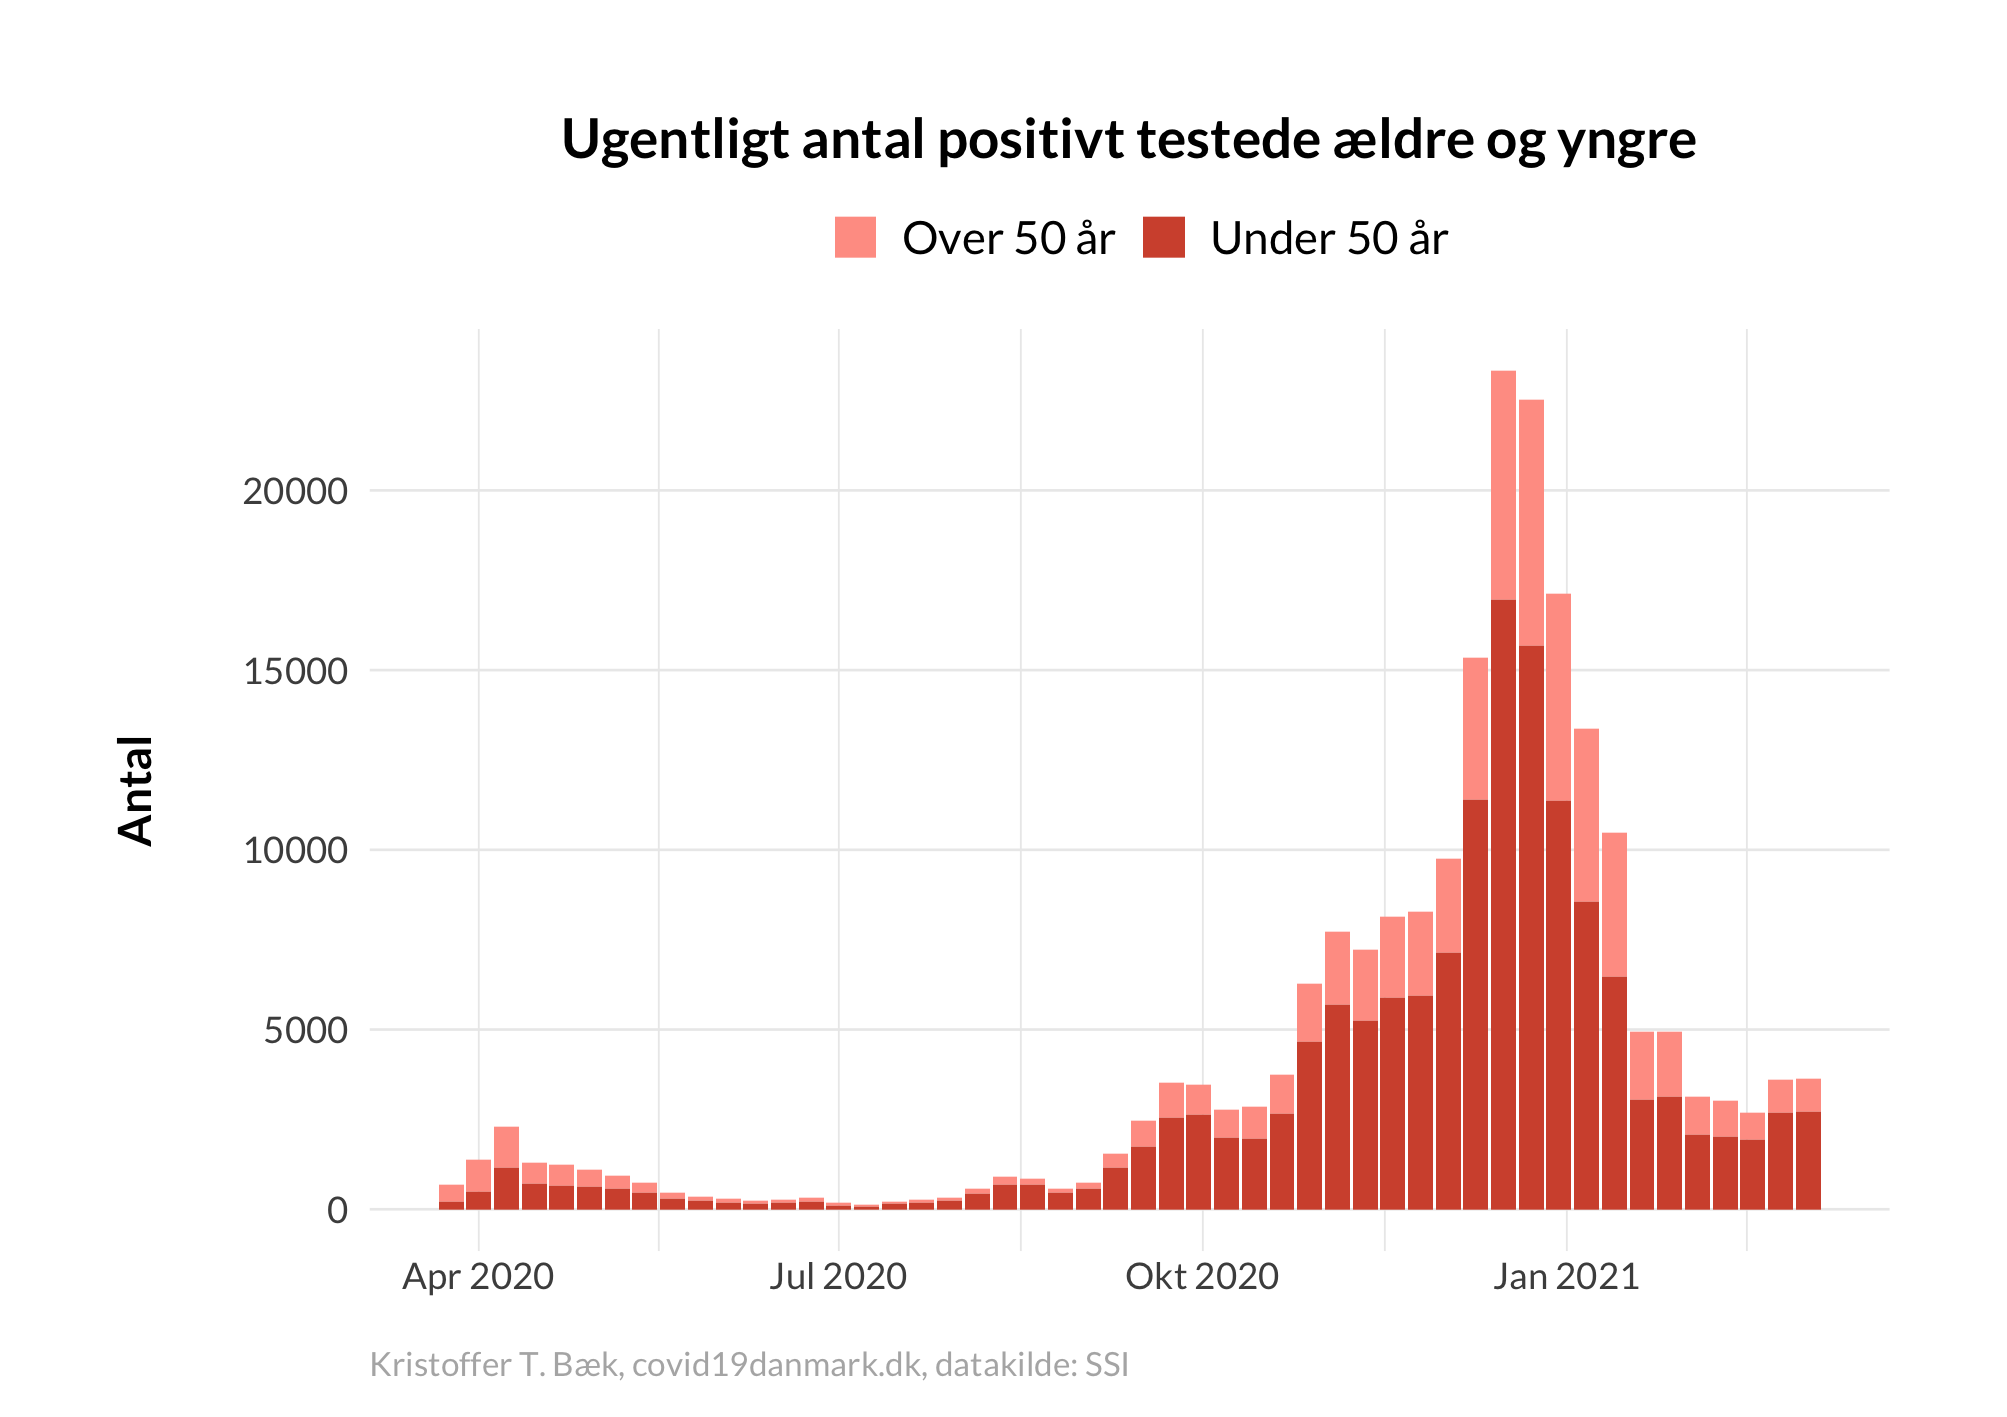 Ugentligt antal positivt testede ældre og yngre
Over 50 år
Under 50 år
Antal
20000
15000
10000
5000
0
Apr 2020
Jul 2020
Okt 2020
Jan 2021
Kristoffer T. Bæk, covid19danmark.dk, datakilde: SSI